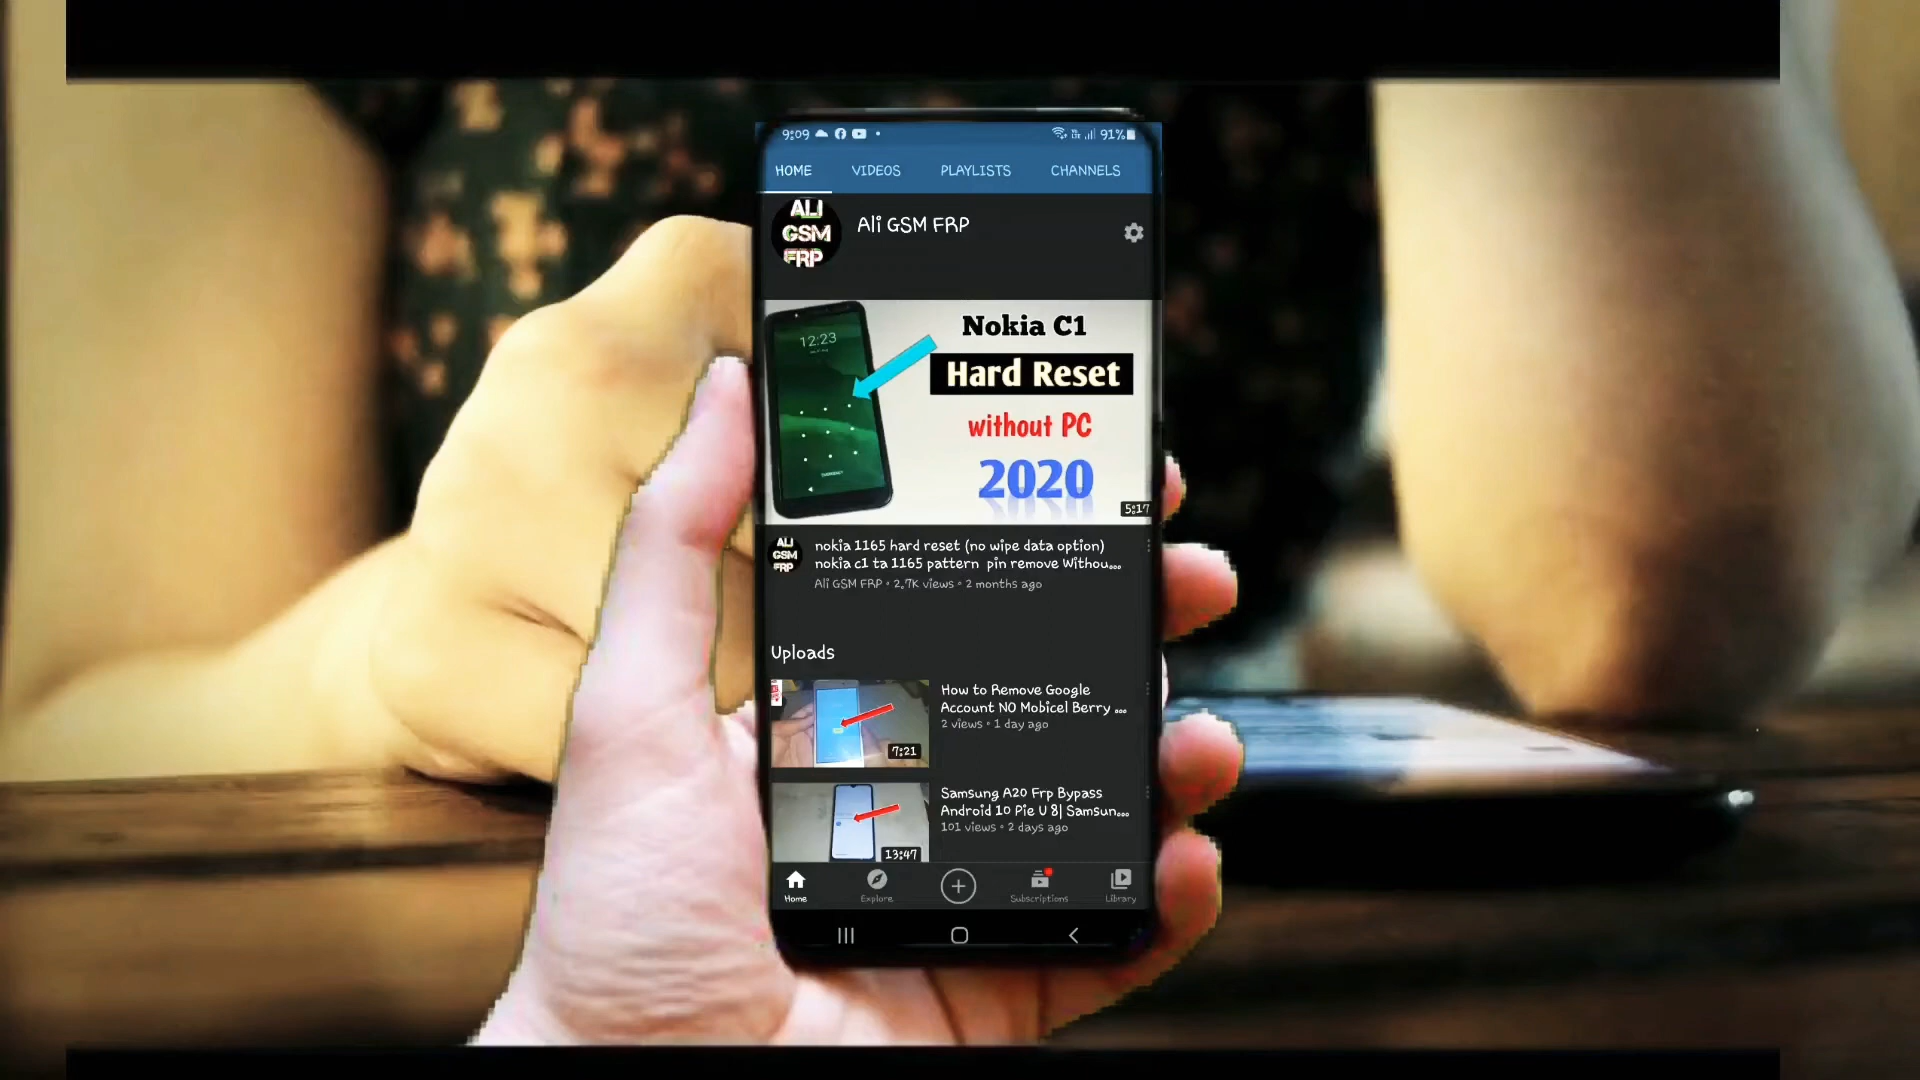 9:09
91%
HOME VIDEOS PLAYLISTS CHANNELS
ALI
GSM
FRP
Ali GSM FRP
12:23
Nokia C1
Hard Reset
without PC
2020
EMERGENCY
5:17
ALI
GSM
FRP
nokia 1165 hard reset (no wipe data option)
nokia c1 ta 1165 pattern pin remove Withou...
Ali GSM FRP • 2.7K views • 2 months ago
Uploads
How to Remove Google
Account NO Mobicel Berry ...
2 views • 1 day ago
7:21
Samsung A20 Frp Bypass
Android 10 Pie U 8| Samsun...
101 views • 2 days ago
13:47
Home Explore Subscriptions Library